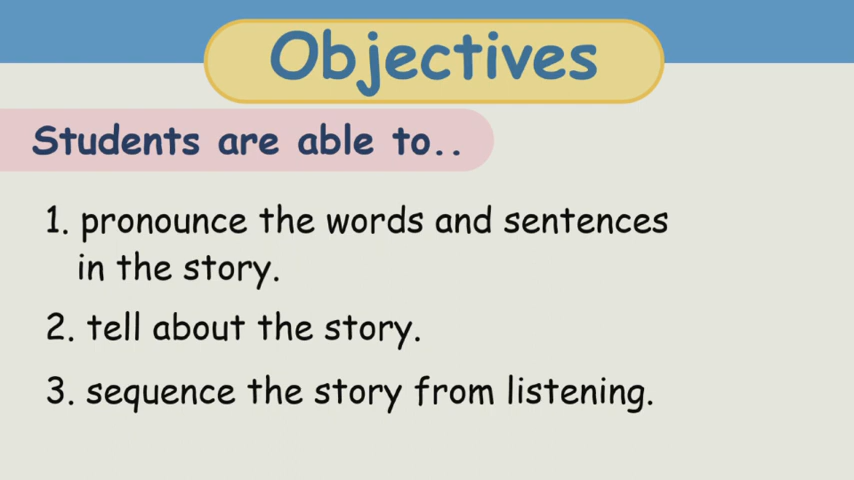 Objectives
Students are able to..
1. pronounce the words and sentences
in the story.
2. tell about the story.
3. sequence the story from listening.